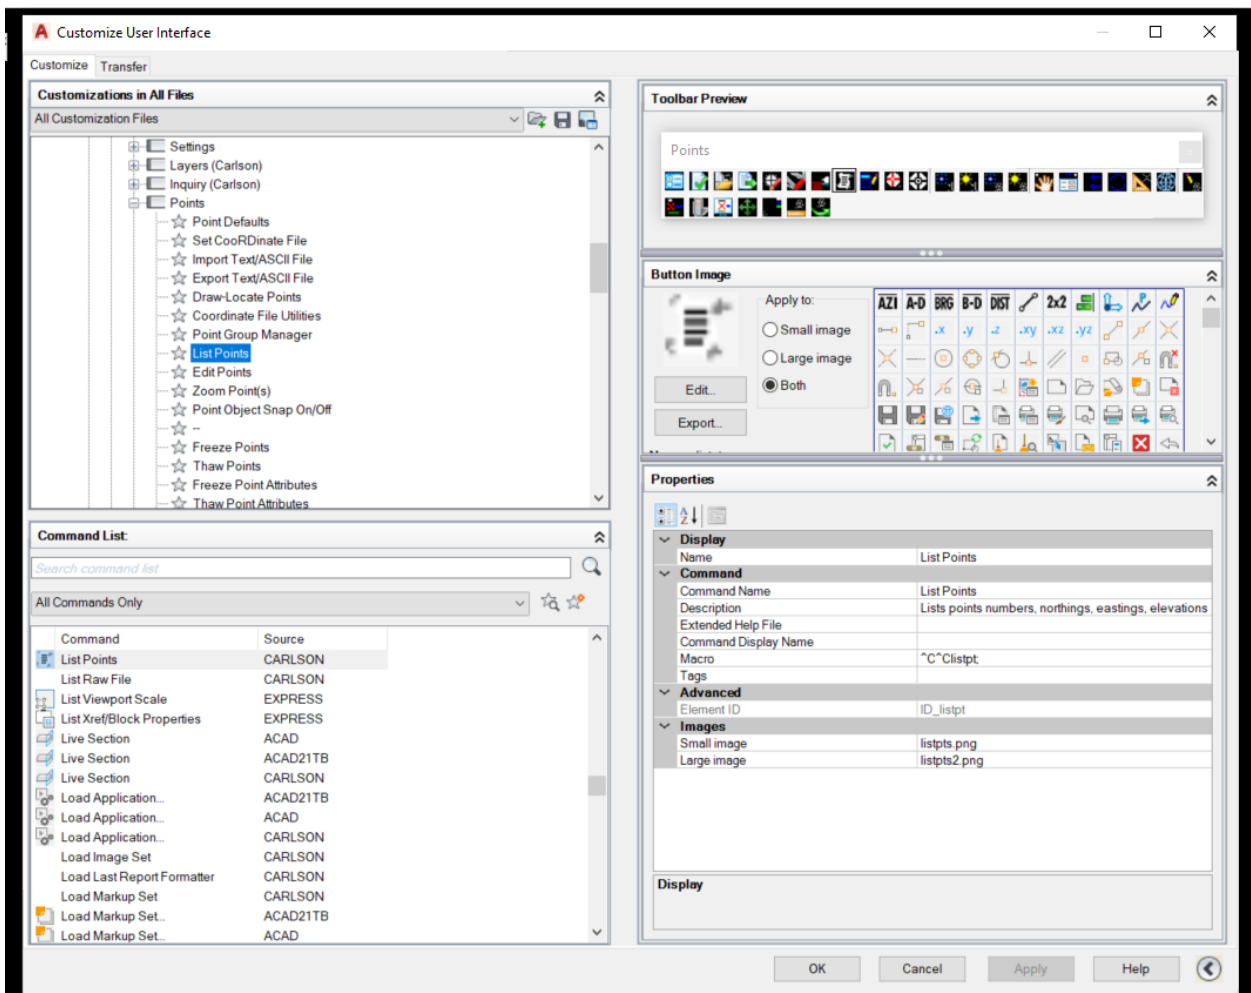 Customize User Interface
Customize Transfer
Customizations in All Files
All Customization Files
Settings
Layers (Carlson)
Inquiry (Carlson)
Points
Point Defaults
Set CooRDinate File
Import Text/ASCII File
Export Text/ASCII File
Draw-Locate Points
Coordinate File Utilities
Point Group Manager
List Points
Edit Points
Zoom Point(s)
Point Object Snap On/Off
--
Freeze Points
Thaw Points
Freeze Point Attributes
Thaw Point Attributes
Command List:
Search command list
All Commands Only
Command Source
List Points CARLSON
List Raw File CARLSON
List Viewport Scale EXPRESS
List Xref/Block Properties EXPRESS
Live Section ACAD
Live Section ACAD21TB
Live Section CARLSON
Load Application... ACAD21TB
Load Application... ACAD
Load Application... CARLSON
Load Image Set CARLSON
Load Last Report Formatter CARLSON
Load Markup Set CARLSON
Load Markup Set... ACAD21TB
Load Markup Set... ACAD
Toolbar Preview
Points
Button Image
Apply to:
Small image
Large image
Both
Edit...
Export...
AZI A-D BRG B-D DIST 2x2
.x .y .z .xy .xz .yz
Properties
Display
Name List Points
Command
Command Name List Points
Description Lists points numbers, northings, eastings, elevations
Extended Help File
Command Display Name
Macro ^C^Clistpt;
Tags
Advanced
Element ID ID_listpt
Images
Small image listpts.png
Large image listpts2.png
Display
OK Cancel Apply Help